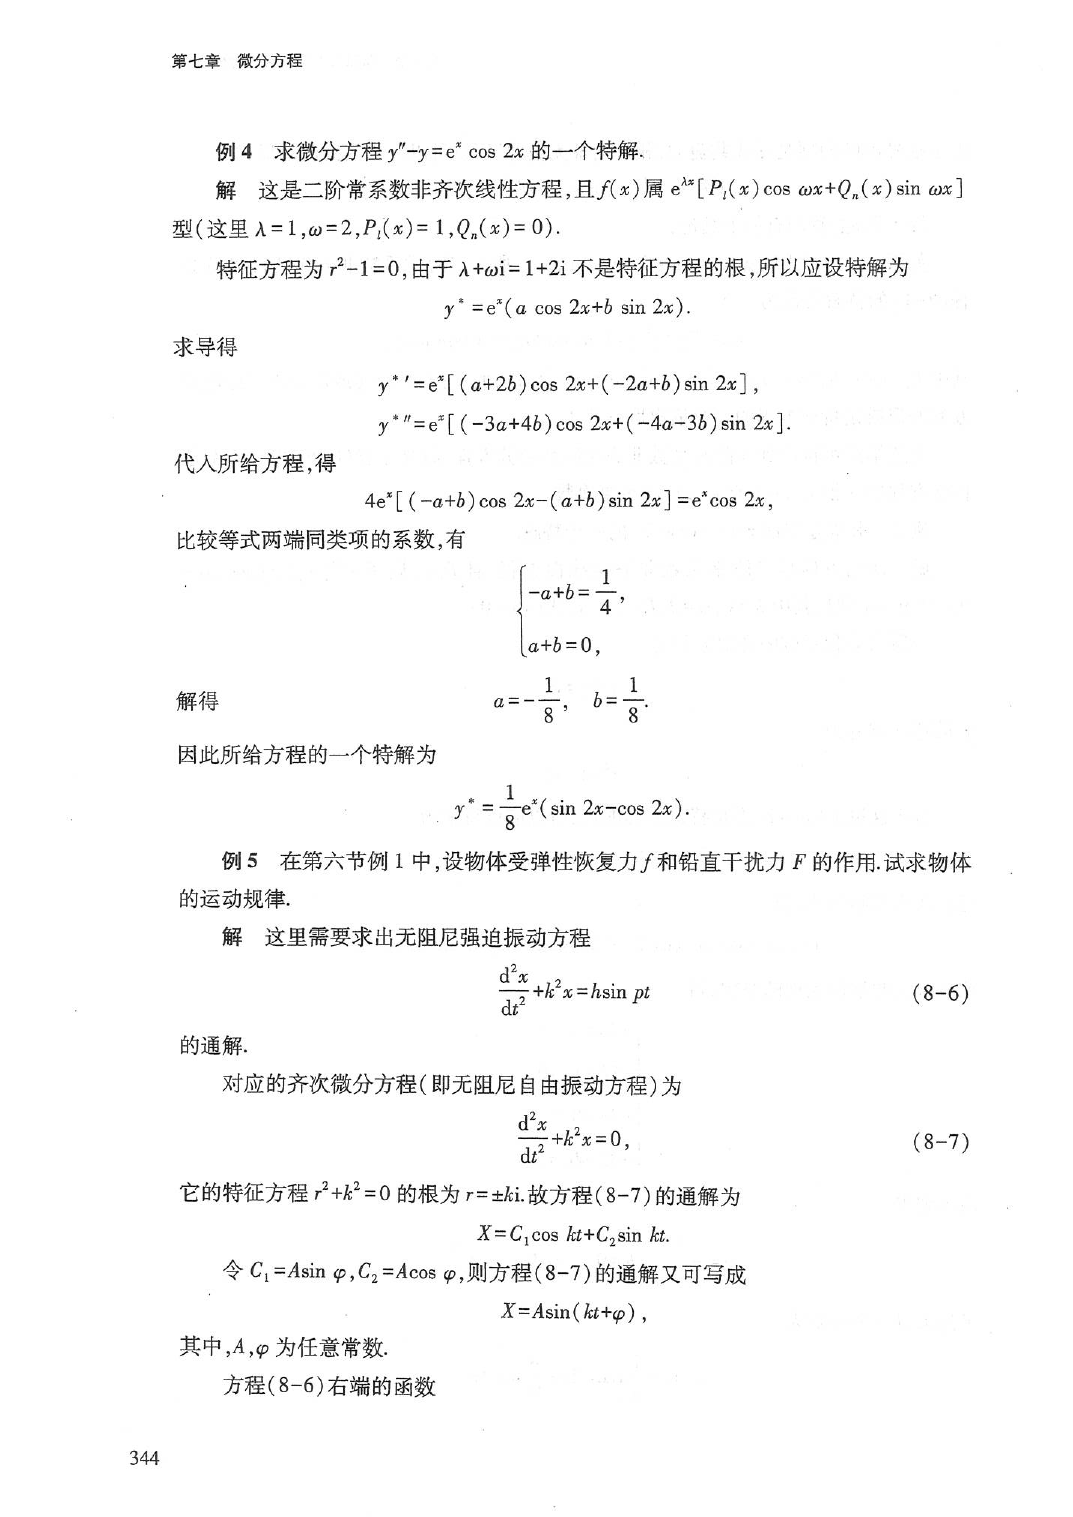 第七章 微分方程
例 4 求微分方程 y″-y=eˣ cos 2x 的一个特解.
解 这是二阶常系数非齐次线性方程,且 f(x) 属 e^{λx}[P_l(x)cos ωx+Q_n(x)sin ωx]
型(这里 λ=1,ω=2,P_l(x)=1,Q_n(x)=0).
特征方程为 r²-1=0,由于 λ+ωi=1+2i 不是特征方程的根,所以应设特解为
y*=eˣ(a cos 2x+b sin 2x).
求导得
y*′=eˣ[(a+2b)cos 2x+(-2a+b)sin 2x],
y*″=eˣ[(-3a+4b)cos 2x+(-4a-3b)sin 2x].
代入所给方程,得
4eˣ[(-a+b)cos 2x-(a+b)sin 2x]=eˣcos 2x,
比较等式两端同类项的系数,有
{-a+b=1/4,
a+b=0,
解得 a=-1/8, b=1/8.
因此所给方程的一个特解为
y*=1/8 eˣ(sin 2x-cos 2x).
例 5 在第六节例 1 中,设物体受弹性恢复力 f 和铅直干扰力 F 的作用.试求物体
的运动规律.
解 这里需要求出无阻尼强迫振动方程
d²x/dt²+k²x=hsin pt (8-6)
的通解.
对应的齐次微分方程(即无阻尼自由振动方程)为
d²x/dt²+k²x=0, (8-7)
它的特征方程 r²+k²=0 的根为 r=±ki.故方程(8-7)的通解为
X=C₁cos kt+C₂sin kt.
令 C₁=Asin φ,C₂=Acos φ,则方程(8-7)的通解又可写成
X=Asin(kt+φ),
其中,A,φ 为任意常数.
方程(8-6)右端的函数
344